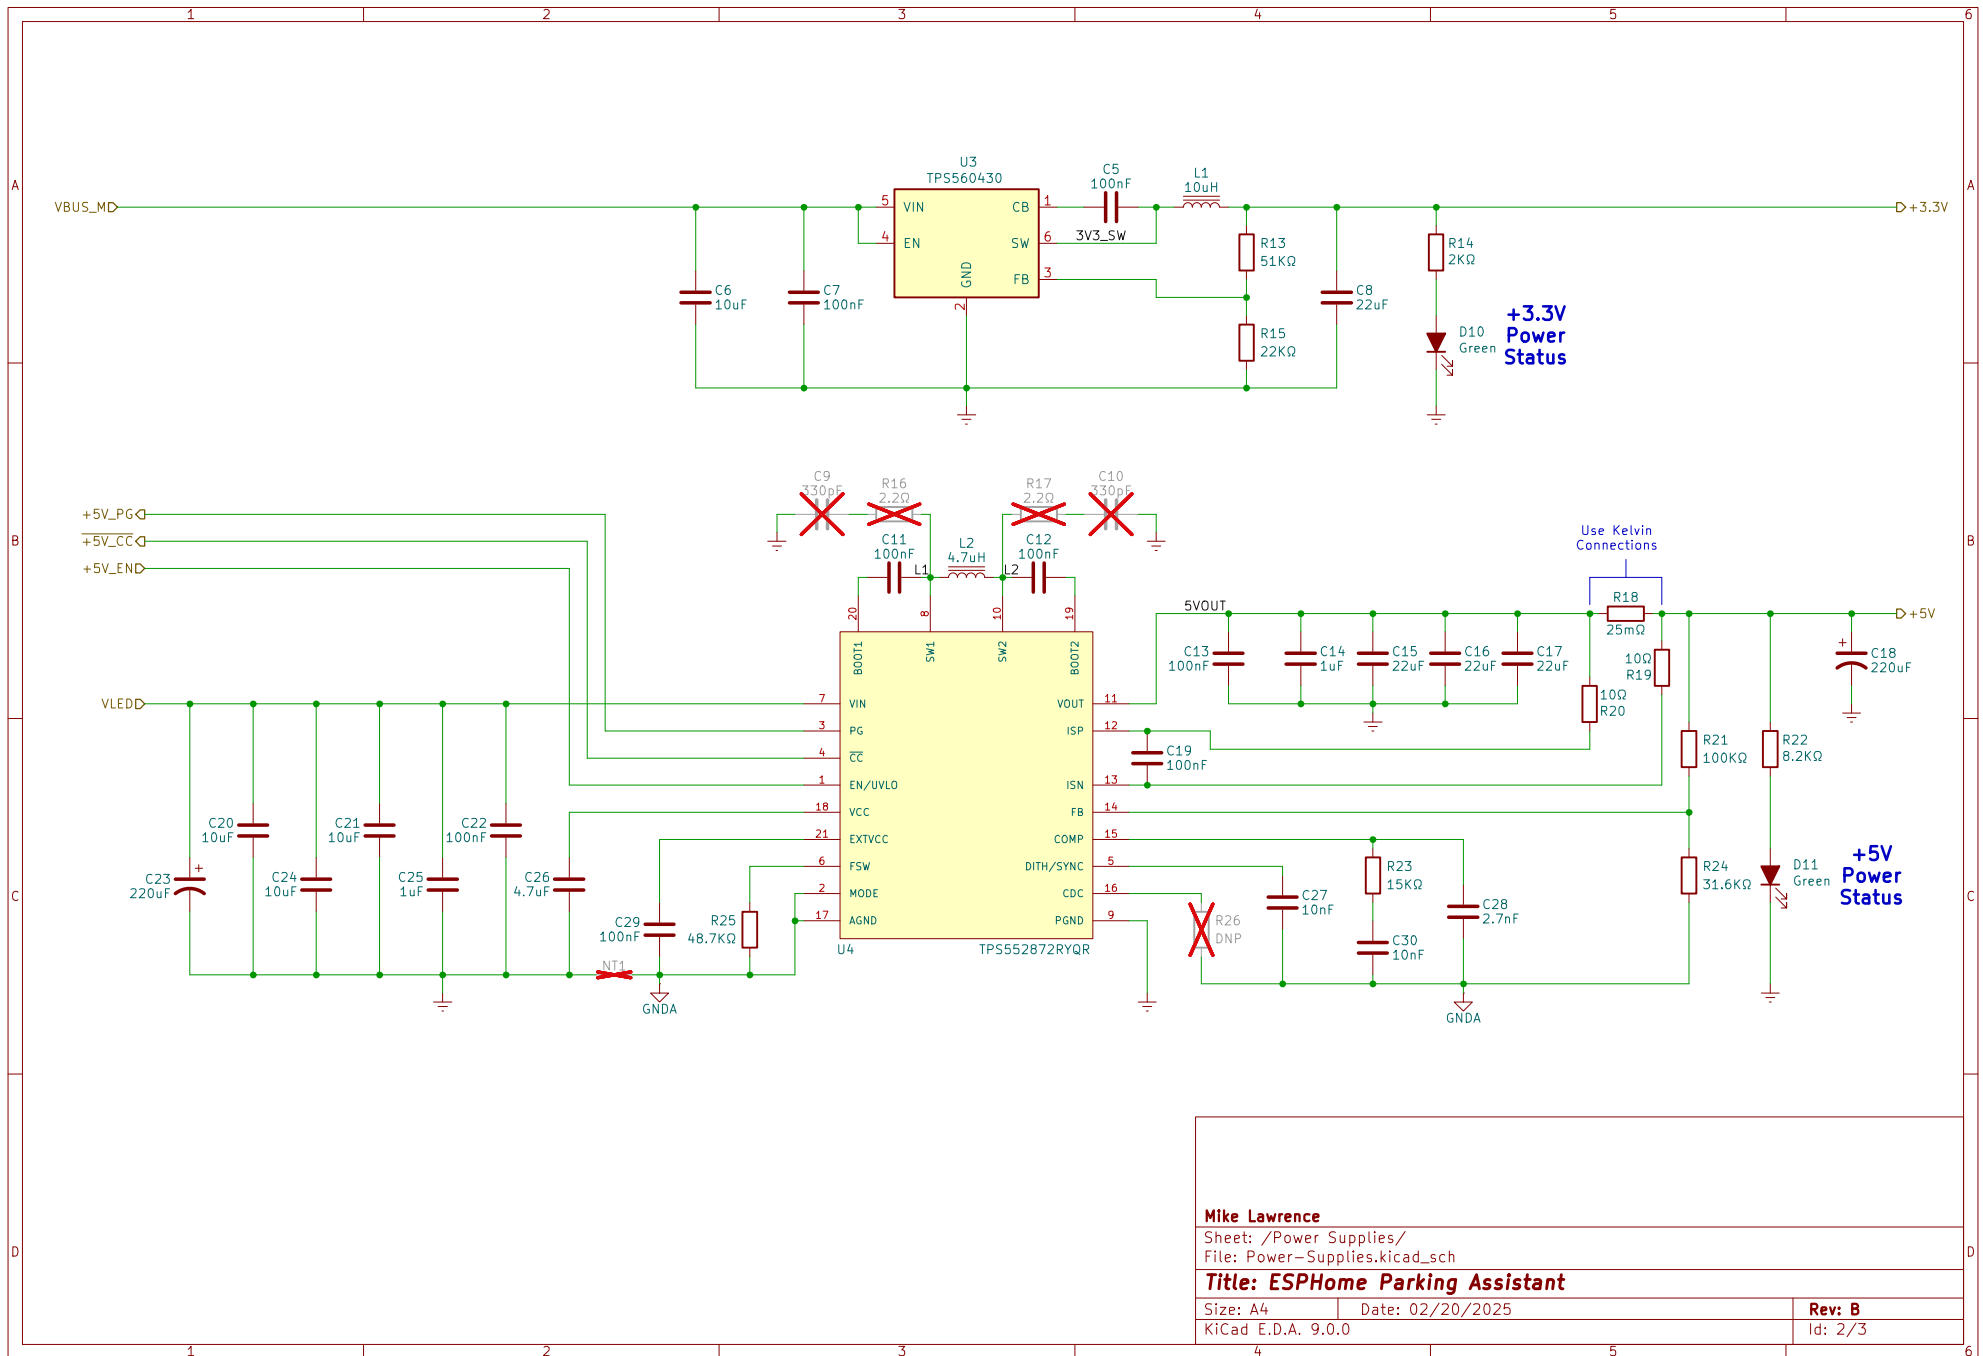 1 2 3 4 5 6
A A
B B
C C
D D
1 2 3 4 5 6
VBUS_M
U3
TPS560430
5 VIN
4 EN
GND
2
CB 1
SW 6
FB 3
3V3_SW
C5
100nF
L1
10uH
+3.3V
C6
10uF
C7
100nF
R13
51KΩ
R15
22KΩ
C8
22uF
R14
2KΩ
D10
Green
+3.3V
Power
Status
+5V_PG
+5V_CC
+5V_EN
C9
330pF
R16
2.2Ω
R17
2.2Ω
C10
330pF
C11
100nF
L1
L2
4.7uH
L2
C12
100nF
20
8
10
19
BOOT1
SW1
SW2
BOOT2
VLED
7 VIN
3 PG
4 CC
1 EN/UVLO
18 VCC
21 EXTVCC
6 FSW
2 MODE
17 AGND
VOUT 11
ISP 12
ISN 13
FB 14
COMP 15
DITH/SYNC 5
CDC 16
PGND 9
U4
TPS552872RYQR
5VOUT
C13
100nF
C14
1uF
C15
22uF
C16
22uF
C17
22uF
Use Kelvin
Connections
R18
25mΩ
10Ω
R19
10Ω
R20
+5V
C18
220uF
C19
100nF
R21
100KΩ
R22
8.2KΩ
R24
31.6KΩ
D11
Green
+5V
Power
Status
C20
10uF
C21
10uF
C22
100nF
C23
220uF
C24
10uF
C25
1uF
C26
4.7uF
C29
100nF
R25
48.7KΩ
NT1
GNDA
R23
15KΩ
C27
10nF
C28
2.7nF
R26
DNP
C30
10nF
GNDA
Mike Lawrence
Sheet: /Power Supplies/
File: Power-Supplies.kicad_sch
Title: ESPHome Parking Assistant
Size: A4 Date: 02/20/2025 Rev: B
KiCad E.D.A. 9.0.0 Id: 2/3